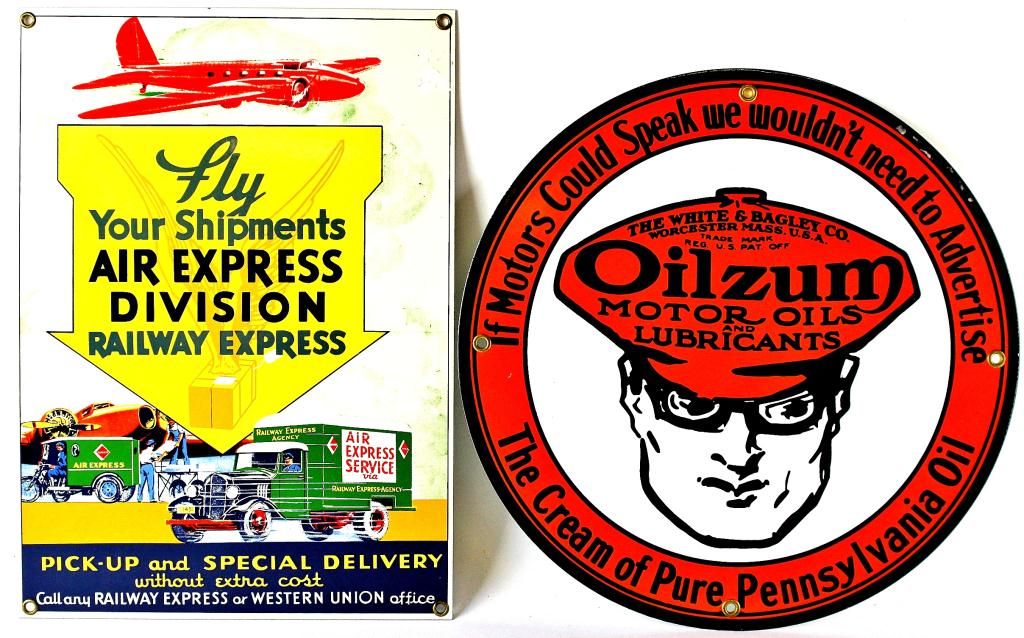 Fly
Your Shipments
AIR EXPRESS
DIVISION
RAILWAY EXPRESS
AIR EXPRESS
RAILWAY EXPRESS
AGENCY
AIR
EXPRESS
SERVICE
via
RAILWAY EXPRESS AGENCY
PICK-UP and SPECIAL DELIVERY
without extra cost
Call any RAILWAY EXPRESS or WESTERN UNION office
If Motors Could Speak we wouldn't need to Advertise
THE WHITE & BAGLEY CO.
WORCESTER MASS. U.S.A.
TRADE MARK
REG. U.S. PAT. OFF
Oilzum
MOTOR OILS
AND
LUBRICANTS
The Cream of Pure Pennsylvania Oil